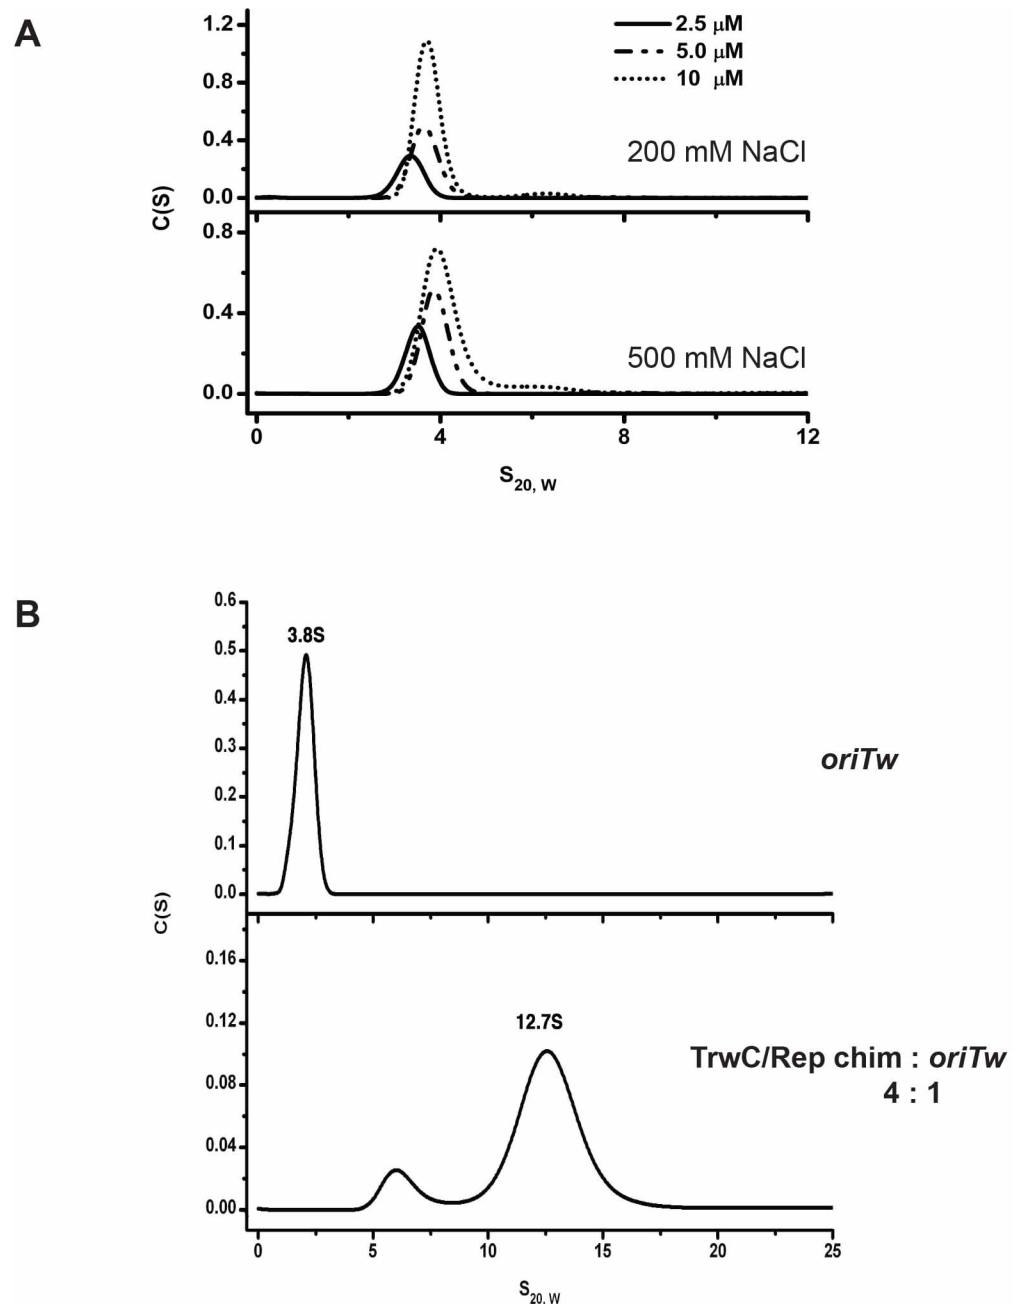 A
1.2
0.8
0.4
0.0
2.5 μM
5.0 μM
10 μM
200 mM NaCl
C(S)
0.8
0.4
0.0
500 mM NaCl
0 4 8 12
S20, W
B
0.6
0.5
0.4
0.3
0.2
0.1
0.0
3.8S
oriTw
C(S)
0.16
0.12
0.08
0.04
0.00
12.7S
TrwC/Rep chim : oriTw
4 : 1
0 5 10 15 20 25
S20, W